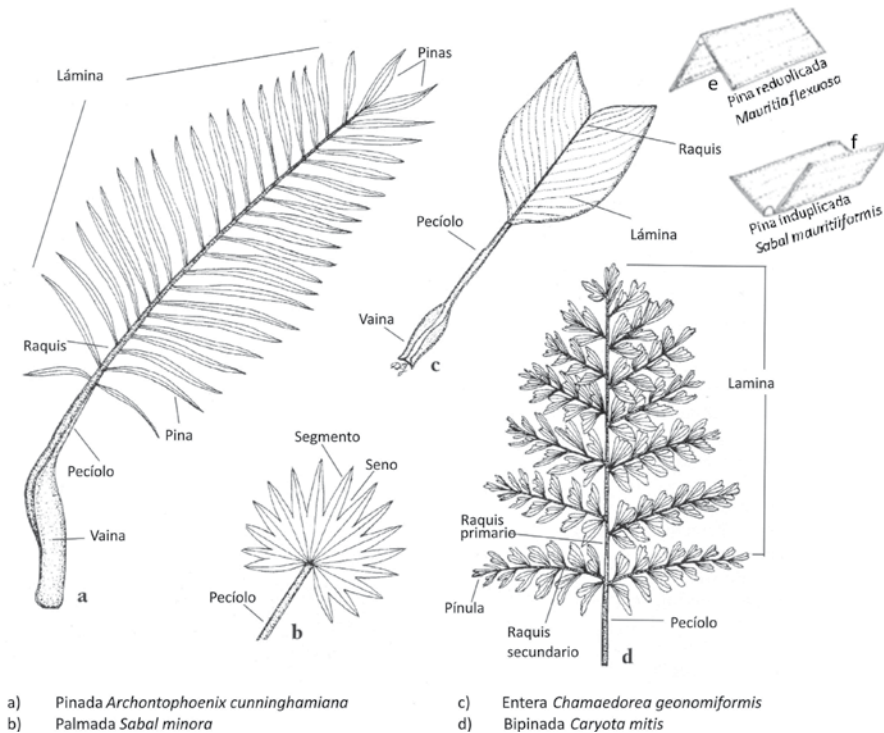 Lámina
Pinas
Raquis
Pina
Pecíolo
Vaina
a
Segmento
Seno
Pecíolo
b
Raquis
Lámina
Pecíolo
Vaina
c
e
Pina reduplicada
Mauritia flexuosa
f
Pina induplicada
Sabal mauritiiformis
Lamina
Raquis
primario
Pínula
Raquis
secundario
Pecíolo
d
a) Pinada Archontophoenix cunninghamiana
b) Palmada Sabal minora
c) Entera Chamaedorea geonomiformis
d) Bipinada Caryota mitis